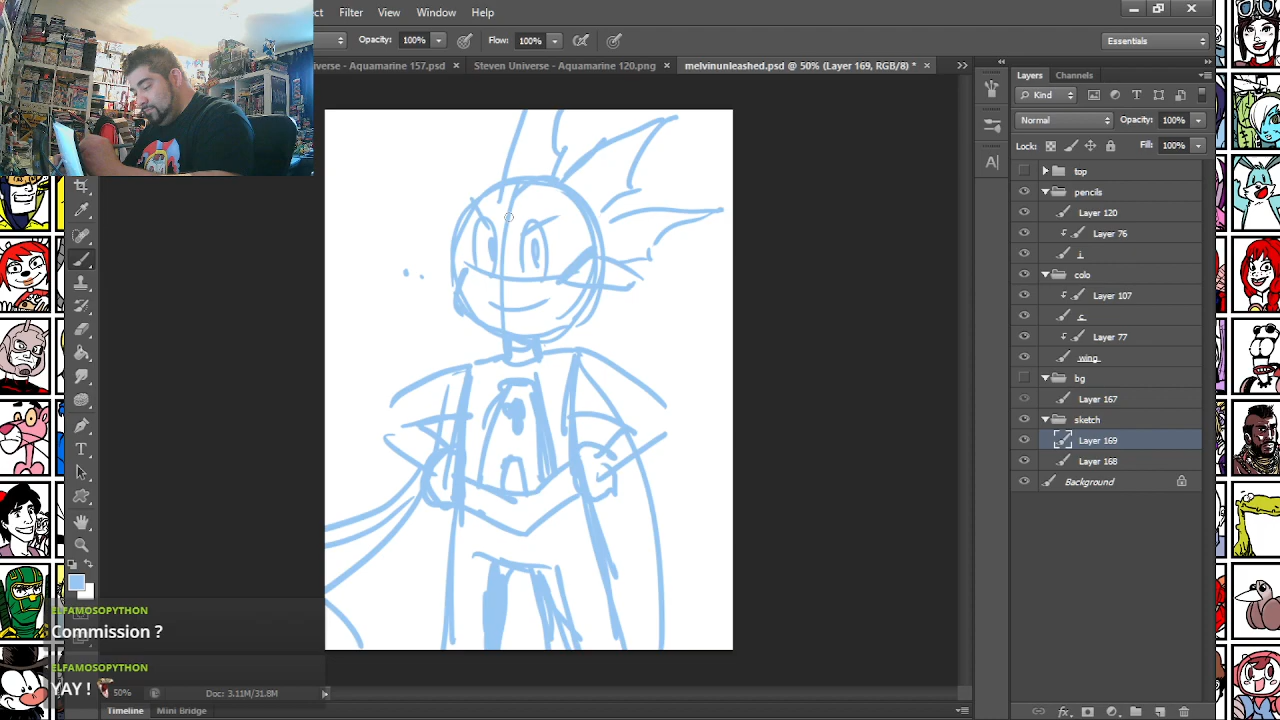 ct Filter View Window Help
Opacity: 100% Flow: 100% Essentials
iverse - Aquamarine 157.psd × Steven Universe - Aquamarine 120.png × melvinunleashed.psd @ 50% (Layer 169, RGB/8) * ×
Layers Channels
Kind
Normal Opacity: 100%
Lock: Fill: 100%
top
pencils
Layer 120
Layer 76
colo
Layer 107
c
Layer 77
wing
bg
Layer 167
sketch
Layer 169
Layer 168
Background
ELFAMOSOPYTHON
Commission ?
ELFAMOSOPYTHON
YAY !
50% Doc: 3.11M/31.8M
Timeline Mini Bridge